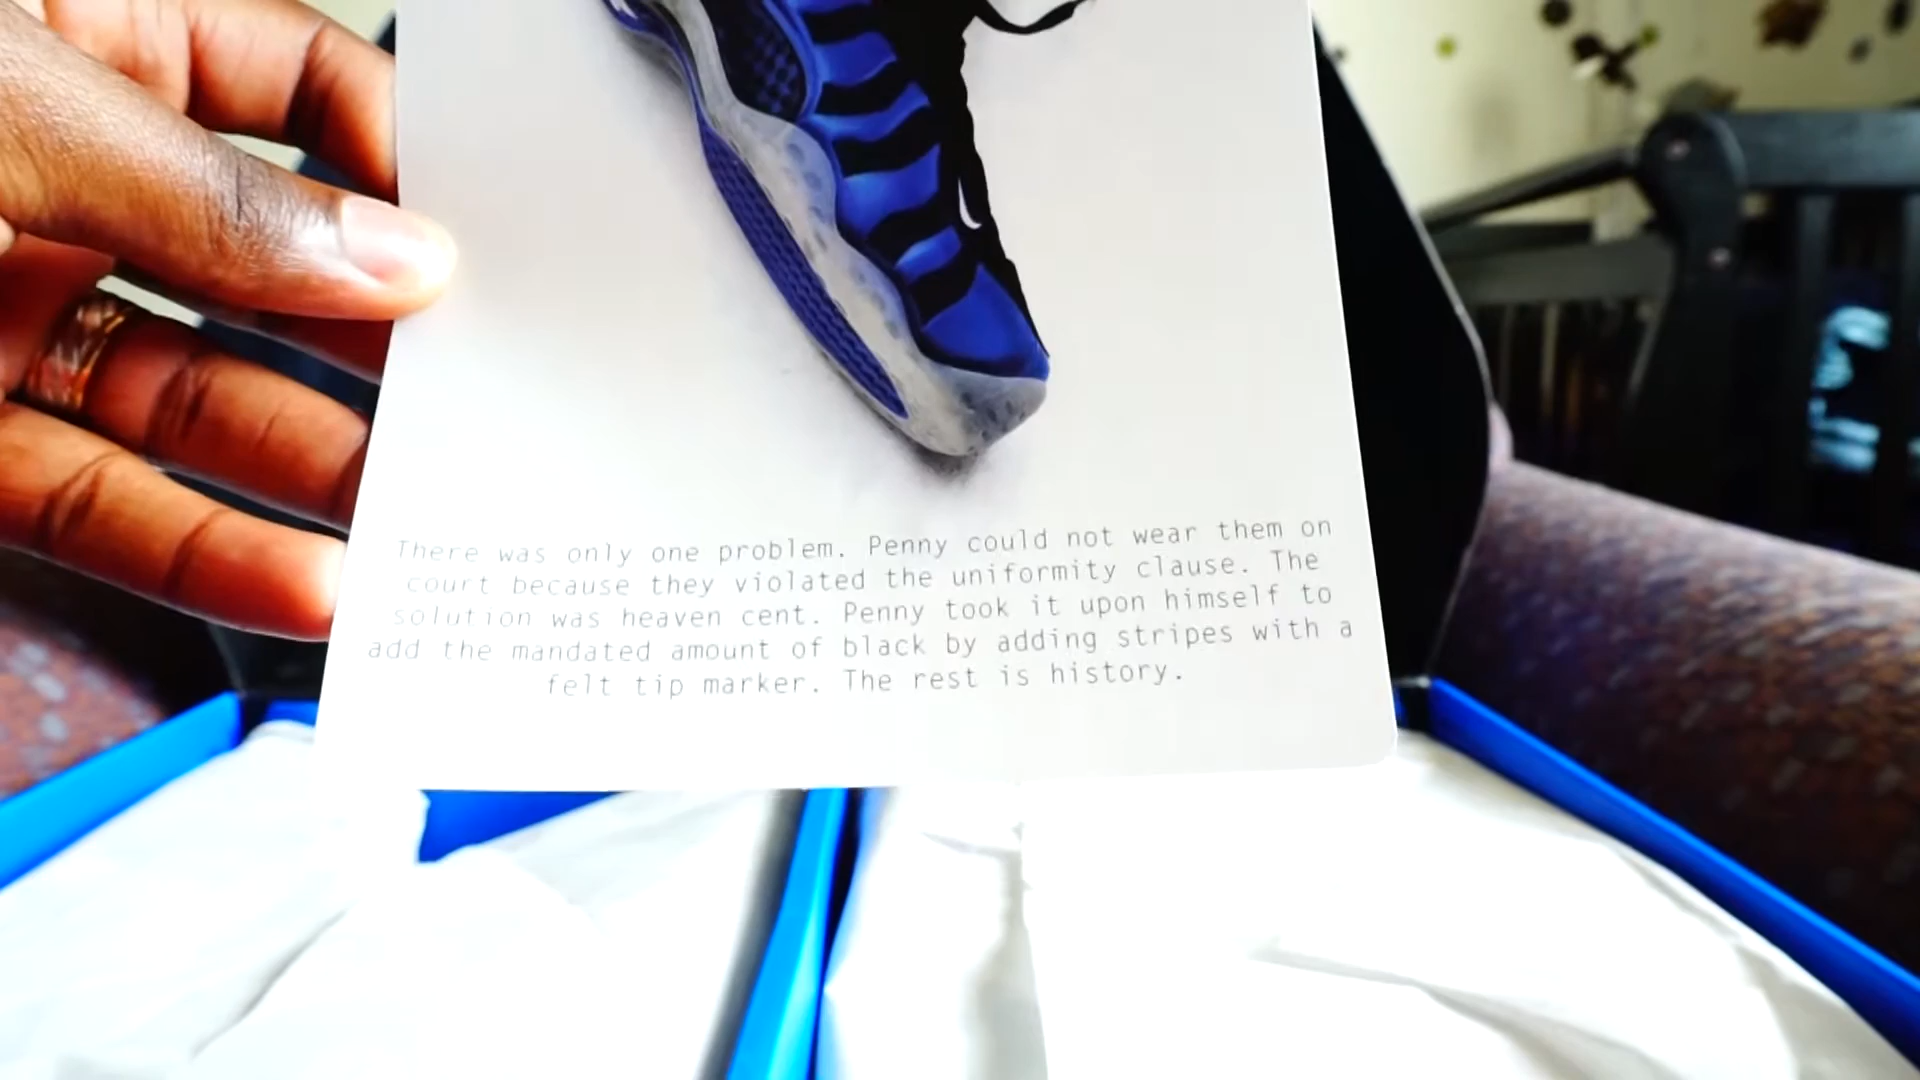 There was only one problem. Penny could not wear them on
court because they violated the uniformity clause. The
solution was heaven cent. Penny took it upon himself to
add the mandated amount of black by adding stripes with a
felt tip marker. The rest is history.